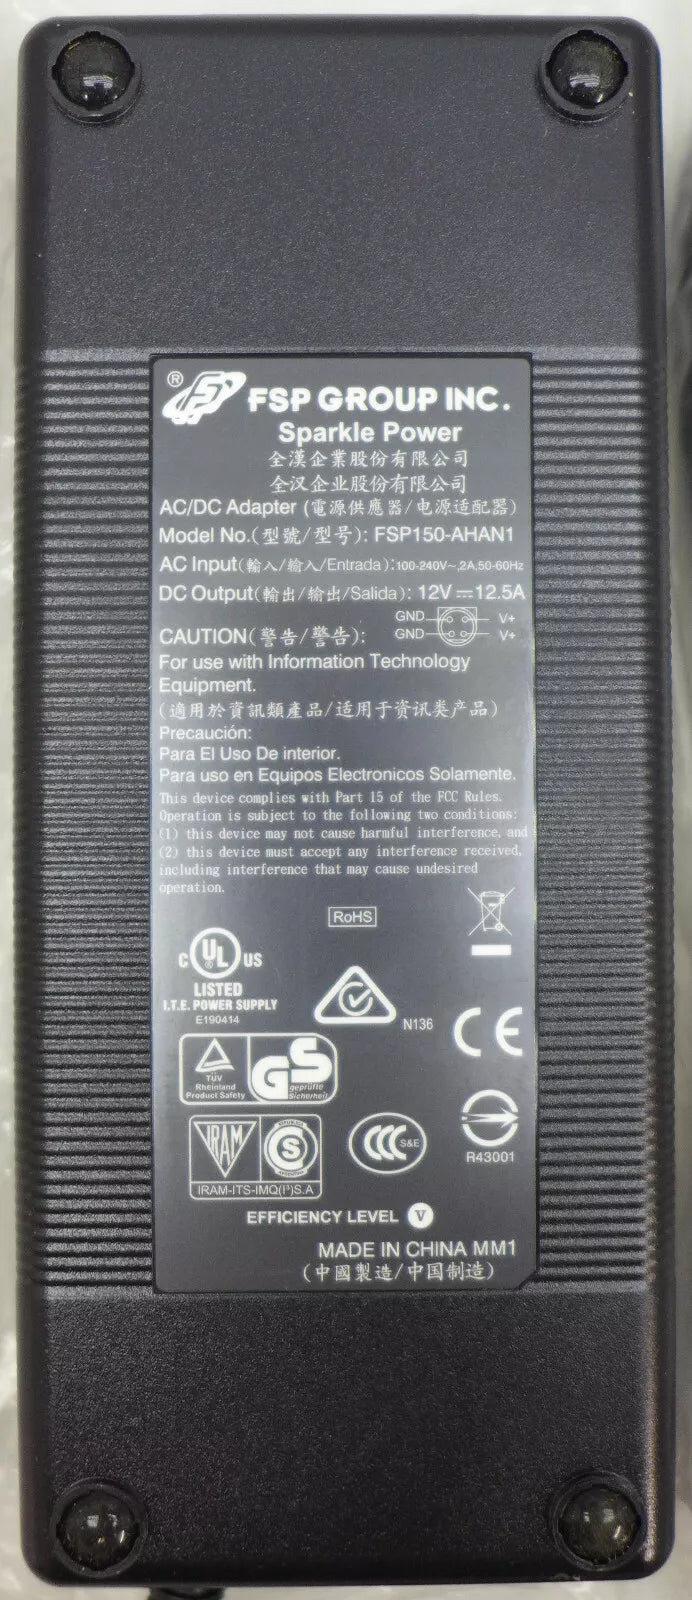 ® FSP GROUP INC.
Sparkle Power
全漢企業股份有限公司
全汉企业股份有限公司
AC/DC Adapter (電源供應器/电源适配器)
Model No.(型號/型号): FSP150-AHAN1
AC Input(輸入/输入/Entrada):100-240V~,2A,50-60Hz
DC Output(輸出/输出/Salida): 12V⎓12.5A
GND V+
CAUTION(警告/警告): GND V+
For use with Information Technology
Equipment.
(適用於資訊類產品/适用于资讯类产品)
Precaución:
Para El Uso De interior.
Para uso en Equipos Electronicos Solamente.
This device complies with Part 15 of the FCC Rules.
Operation is subject to the following two conditions:
(1) this device may not cause harmful interference, and
(2) this device must accept any interference received,
including interference that may cause undesired
operation.
RoHS
C UL ® US
LISTED
I.T.E. POWER SUPPLY
E190414
N136
CE
TÜV
Rheinland
Product Safety
GS
geprüfte
Sicherheit
IRAM
S
IRAM-ITS-IMQ(I³)S.A
CCC S&E
R43001
EFFICIENCY LEVEL V
MADE IN CHINA MM1
(中國製造/中国制造)